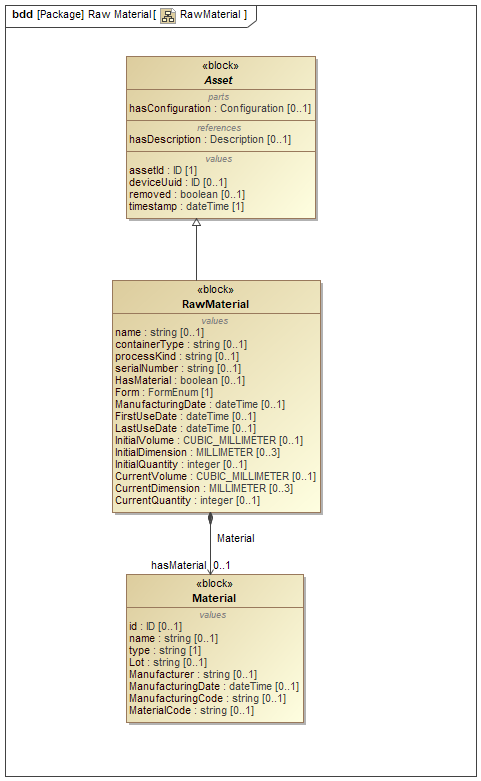 bdd [Package] Raw Material[ RawMaterial ]
«block»
Asset
parts
hasConfiguration : Configuration [0..1]
references
hasDescription : Description [0..1]
values
assetId : ID [1]
deviceUuid : ID [0..1]
removed : boolean [0..1]
timestamp : dateTime [1]
«block»
RawMaterial
values
name : string [0..1]
containerType : string [0..1]
processKind : string [0..1]
serialNumber : string [0..1]
HasMaterial : boolean [0..1]
Form : FormEnum [1]
ManufacturingDate : dateTime [0..1]
FirstUseDate : dateTime [0..1]
LastUseDate : dateTime [0..1]
InitialVolume : CUBIC_MILLIMETER [0..1]
InitialDimension : MILLIMETER [0..3]
InitialQuantity : integer [0..1]
CurrentVolume : CUBIC_MILLIMETER [0..1]
CurrentDimension : MILLIMETER [0..3]
CurrentQuantity : integer [0..1]
Material
hasMaterial 0..1
«block»
Material
values
id : ID [0..1]
name : string [0..1]
type : string [1]
Lot : string [0..1]
Manufacturer : string [0..1]
ManufacturingDate : dateTime [0..1]
ManufacturingCode : string [0..1]
MaterialCode : string [0..1]